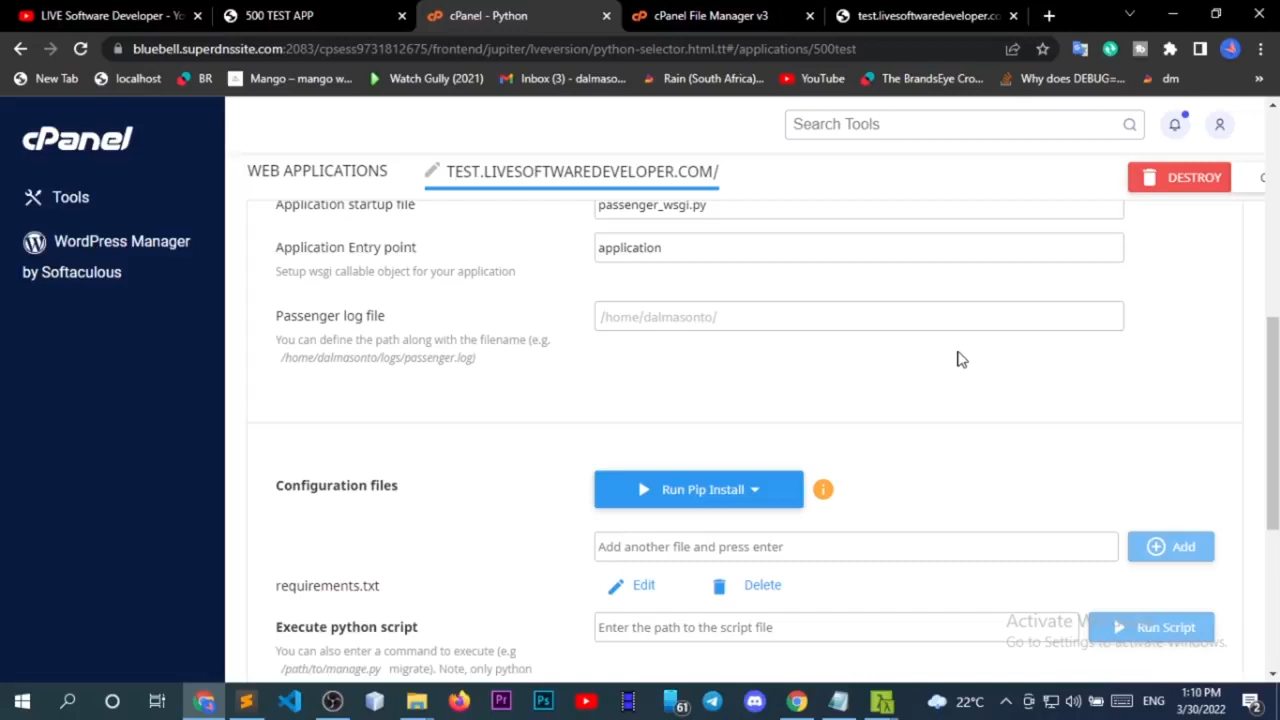 LIVE Software Developer - Yo
500 TEST APP
cPanel - Python
cPanel File Manager v3
test.livesoftwaredeveloper.co
bluebell.superdnssite.com:2083/cpsess9731812675/frontend/jupiter/lveversion/python-selector.html.tt#/applications/500test
New Tab
localhost
BR
Mango – mango w...
Watch Gully (2021)
Inbox (3) - dalmaso...
Rain (South Africa)...
YouTube
The BrandsEye Cro...
Why does DEBUG=...
dm
»
cPanel
Search Tools
WEB APPLICATIONS
TEST.LIVESOFTWAREDEVELOPER.COM/
DESTROY
Tools
WordPress Manager
by Softaculous
Application startup file
passenger_wsgi.py
Application Entry point
application
Setup wsgi callable object for your application
Passenger log file
/home/dalmasonto/
You can define the path along with the filename (e.g.
/home/dalmasonto/logs/passenger.log)
Configuration files
Run Pip Install
Add another file and press enter
Add
requirements.txt
Edit
Delete
Execute python script
Enter the path to the script file
Run Script
You can also enter a command to execute (e.g
/path/to/manage.py migrate). Note, only python
Activate W
Go to Settings to activate Windows.
61
22°C
ENG
1:10 PM
3/30/2022
2